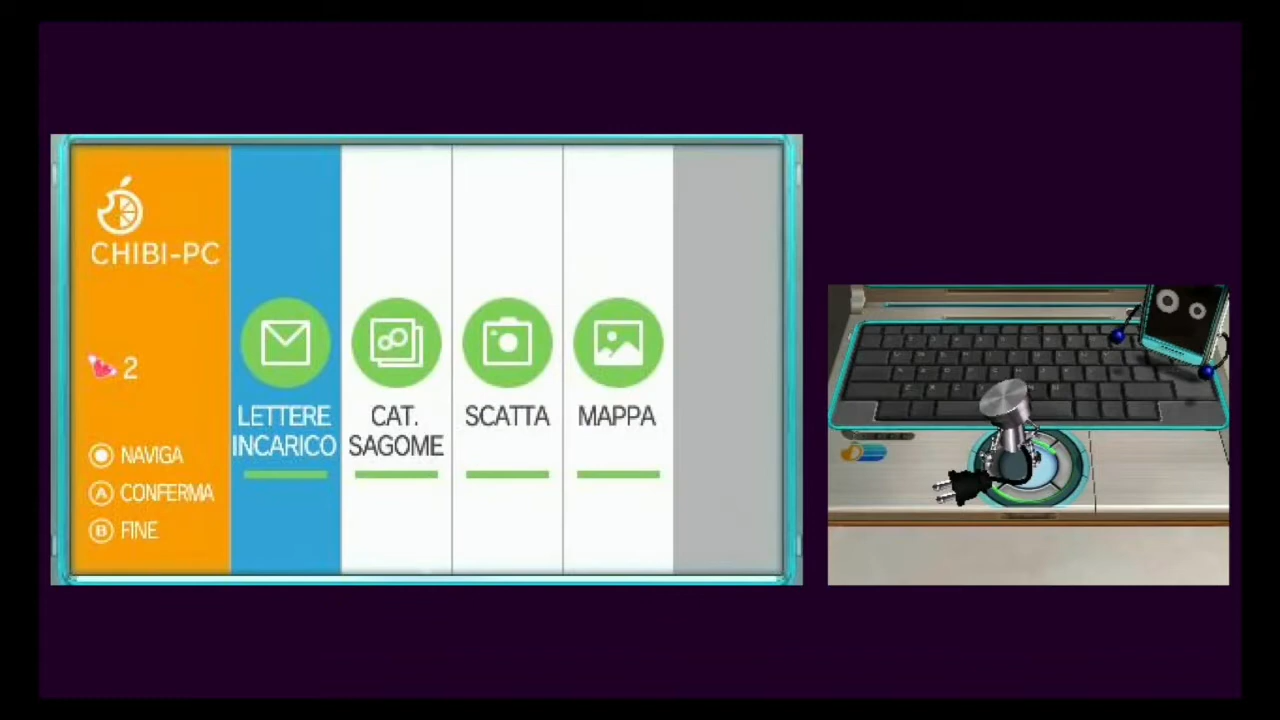 CHIBI-PC
2
NAVIGA
A CONFERMA
B FINE
LETTERE
INCARICO
CAT.
SAGOME
SCATTA
MAPPA